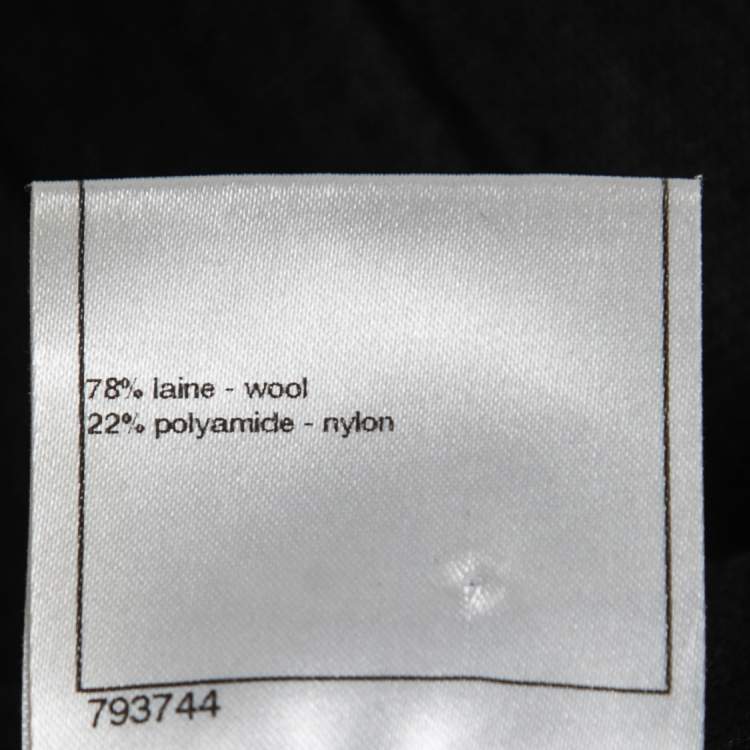 78% laine - wool
22% polyamide - nylon
793744